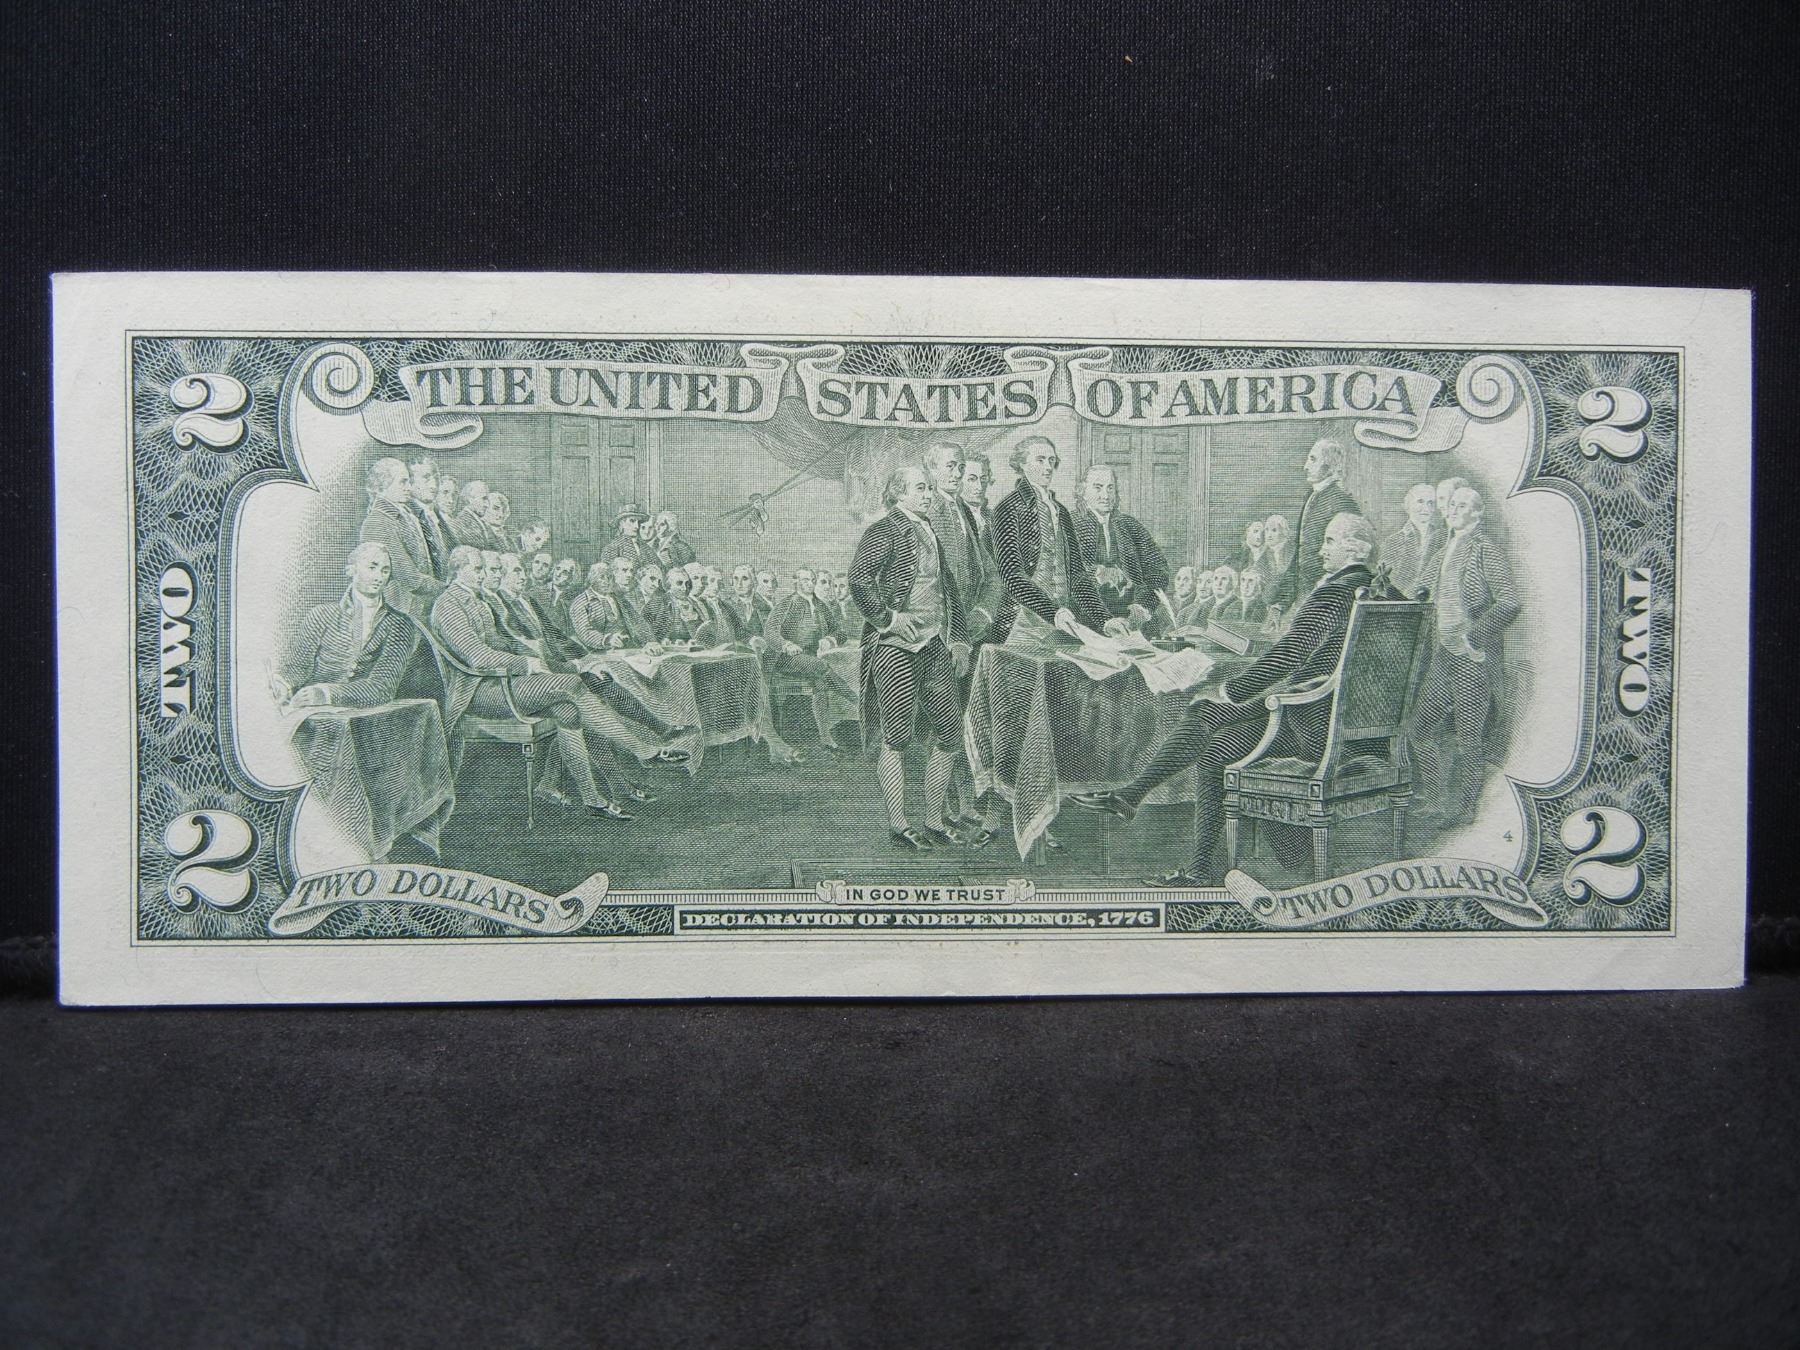 THE UNITED STATES OF AMERICA
2
2
TWO
TWO
4
2
2
TWO DOLLARS
IN GOD WE TRUST
TWO DOLLARS
DECLARATION OF INDEPENDENCE, 1776